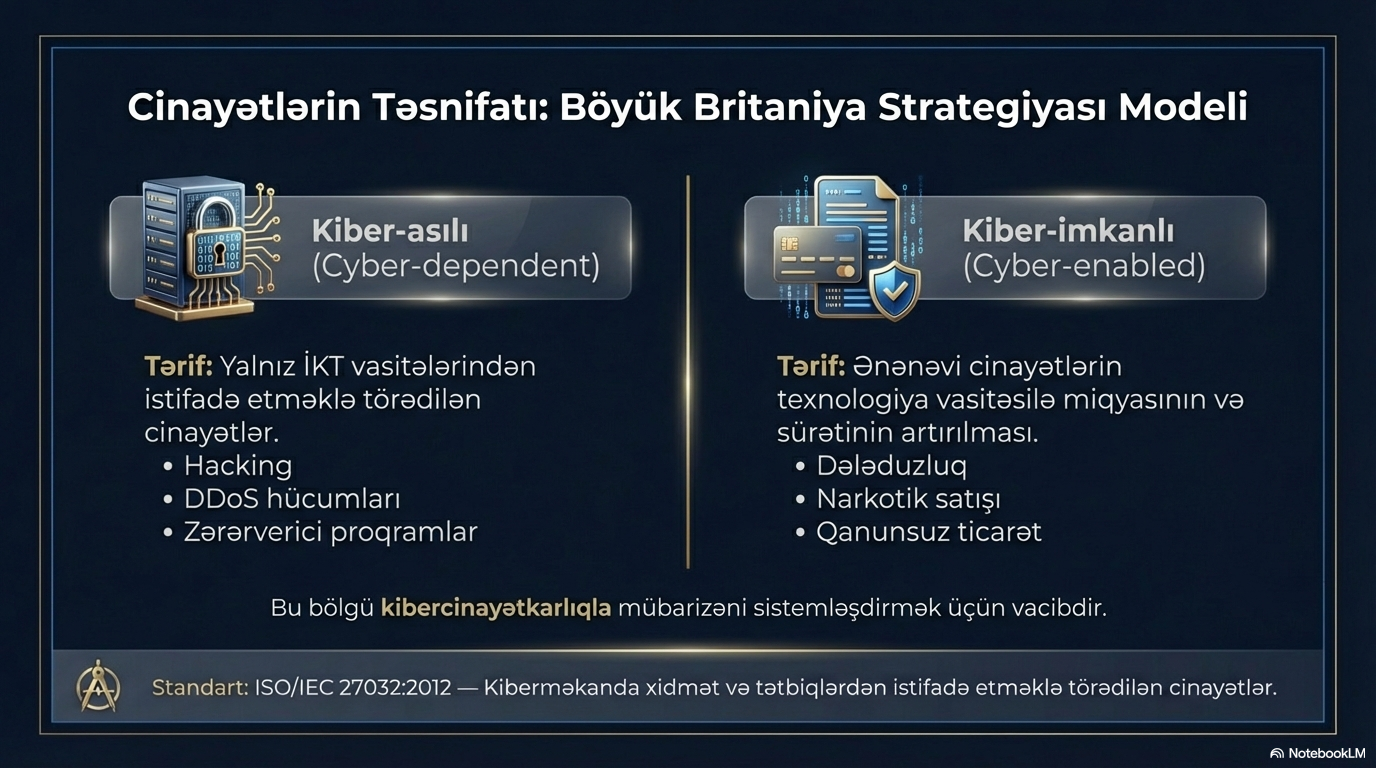 Cinayətlərin Təsnifatı: Böyük Britaniya Strategiyası Modeli
Kiber-asılı
(Cyber-dependent)
Tərif: Yalnız İKT vasitələrindən
istifadə etməklə törədilən
cinayətlər.
• Hacking
• DDoS hücumları
• Zərərverici proqramlar
Kiber-imkanlı
(Cyber-enabled)
Tərif: Ənənəvi cinayətlərin
texnologiya vasitəsilə miqyasının və
sürətinin artırılması.
• Dələduzluq
• Narkotik satışı
• Qanunsuz ticarət
Bu bölgü kibercinayətkarlıqla mübarizəni sistemləşdirmək üçün vacibdir.
Standart: ISO/IEC 27032:2012 — Kiberməkanda xidmət və tətbiqlərdən istifadə etməklə törədilən cinayətlər.
NotebookLM